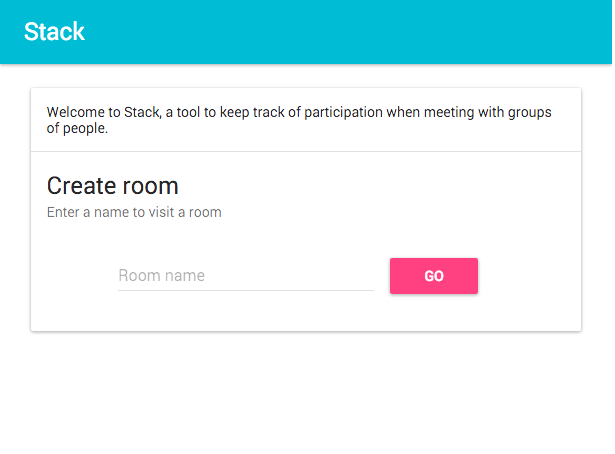 Stack
Welcome to Stack, a tool to keep track of participation when meeting with groups
of people.
Create room
Enter a name to visit a room
Room name
GO